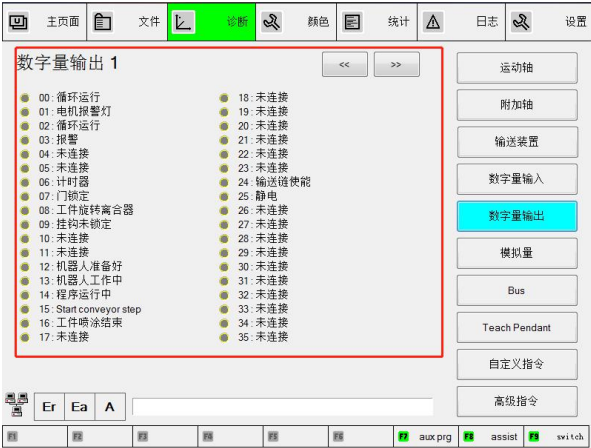 主页面 文件 诊断 颜色 统计 日志 设置
数字量输出 1 << >>
00:循环运行
01:电机报警灯
02:循环运行
03:报警
04:未连接
05:未连接
06:计时器
07:门锁定
08:工件旋转离合器
09:挂钩未锁定
10:未连接
11:未连接
12:机器人准备好
13:机器人工作中
14:程序运行中
15:Start conveyor step
16:工件喷涂结束
17:未连接
18:未连接
19:未连接
20:未连接
21:未连接
22:未连接
23:未连接
24:输送链使能
25:静电
26:未连接
27:未连接
28:未连接
29:未连接
30:未连接
31:未连接
32:未连接
33:未连接
34:未连接
35:未连接
运动轴
附加轴
输送装置
数字量输入
数字量输出
模拟量
Bus
Teach Pendant
自定义指令
高级指令
Er Ea A
F1 F2 F3 F4 F5 F6 F7 aux prg F8 assist F9 switch